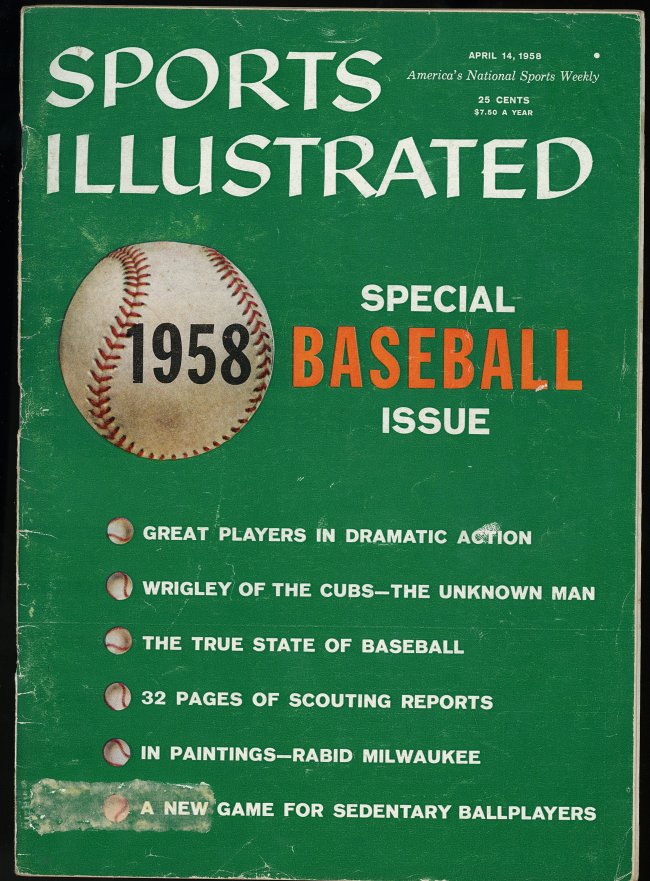 SPORTS
ILLUSTRATED
APRIL 14, 1958
America's National Sports Weekly
25 CENTS
$7.50 A YEAR
1958
SPECIAL
BASEBALL
ISSUE
GREAT PLAYERS IN DRAMATIC ACTION
WRIGLEY OF THE CUBS—THE UNKNOWN MAN
THE TRUE STATE OF BASEBALL
32 PAGES OF SCOUTING REPORTS
IN PAINTINGS—RABID MILWAUKEE
A NEW GAME FOR SEDENTARY BALLPLAYERS